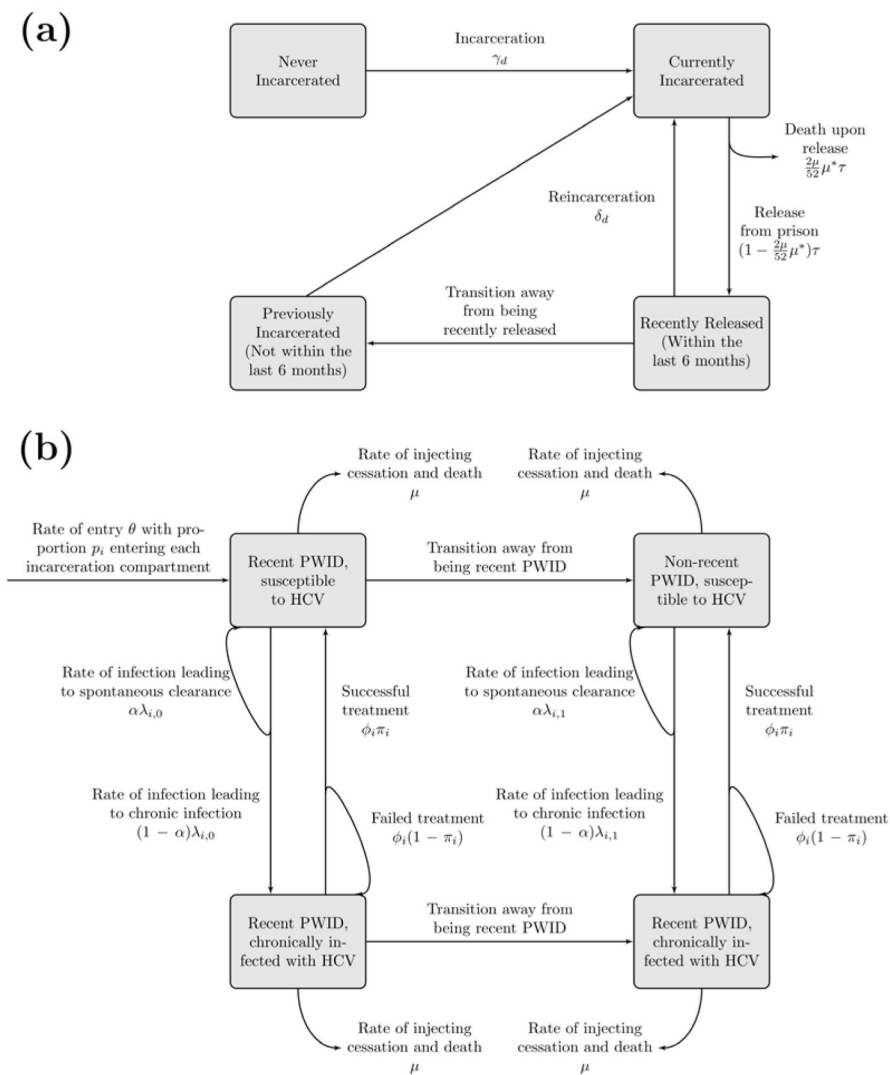 (a)
Never
Incarcerated
Incarceration
γ_d
Currently
Incarcerated
Death upon
release
2μ/52 μ*τ
Reincarceration
δ_d
Release
from prison
(1 − 2μ/52 μ*)τ
Previously
Incarcerated
(Not within the
last 6 months)
Transition away
from being
recently released
Recently Released
(Within the
last 6 months)
(b)
Rate of injecting
cessation and death
μ
Rate of injecting
cessation and death
μ
Rate of entry θ with pro-
portion p_i entering each
incarceration compartment
Recent PWID,
susceptible
to HCV
Transition away from
being recent PWID
Non-recent
PWID, suscep-
tible to HCV
Rate of infection leading
to spontaneous clearance
αλ_{i,0}
Successful
treatment
ϕ_iπ_i
Rate of infection leading
to spontaneous clearance
αλ_{i,1}
Successful
treatment
ϕ_iπ_i
Rate of infection leading
to chronic infection
(1 − α)λ_{i,0}
Failed treatment
ϕ_i(1 − π_i)
Rate of infection leading
to chronic infection
(1 − α)λ_{i,1}
Failed treatment
ϕ_i(1 − π_i)
Recent PWID,
chronically in-
fected with HCV
Transition away from
being recent PWID
Recent PWID,
chronically in-
fected with HCV
Rate of injecting
cessation and death
μ
Rate of injecting
cessation and death
μ